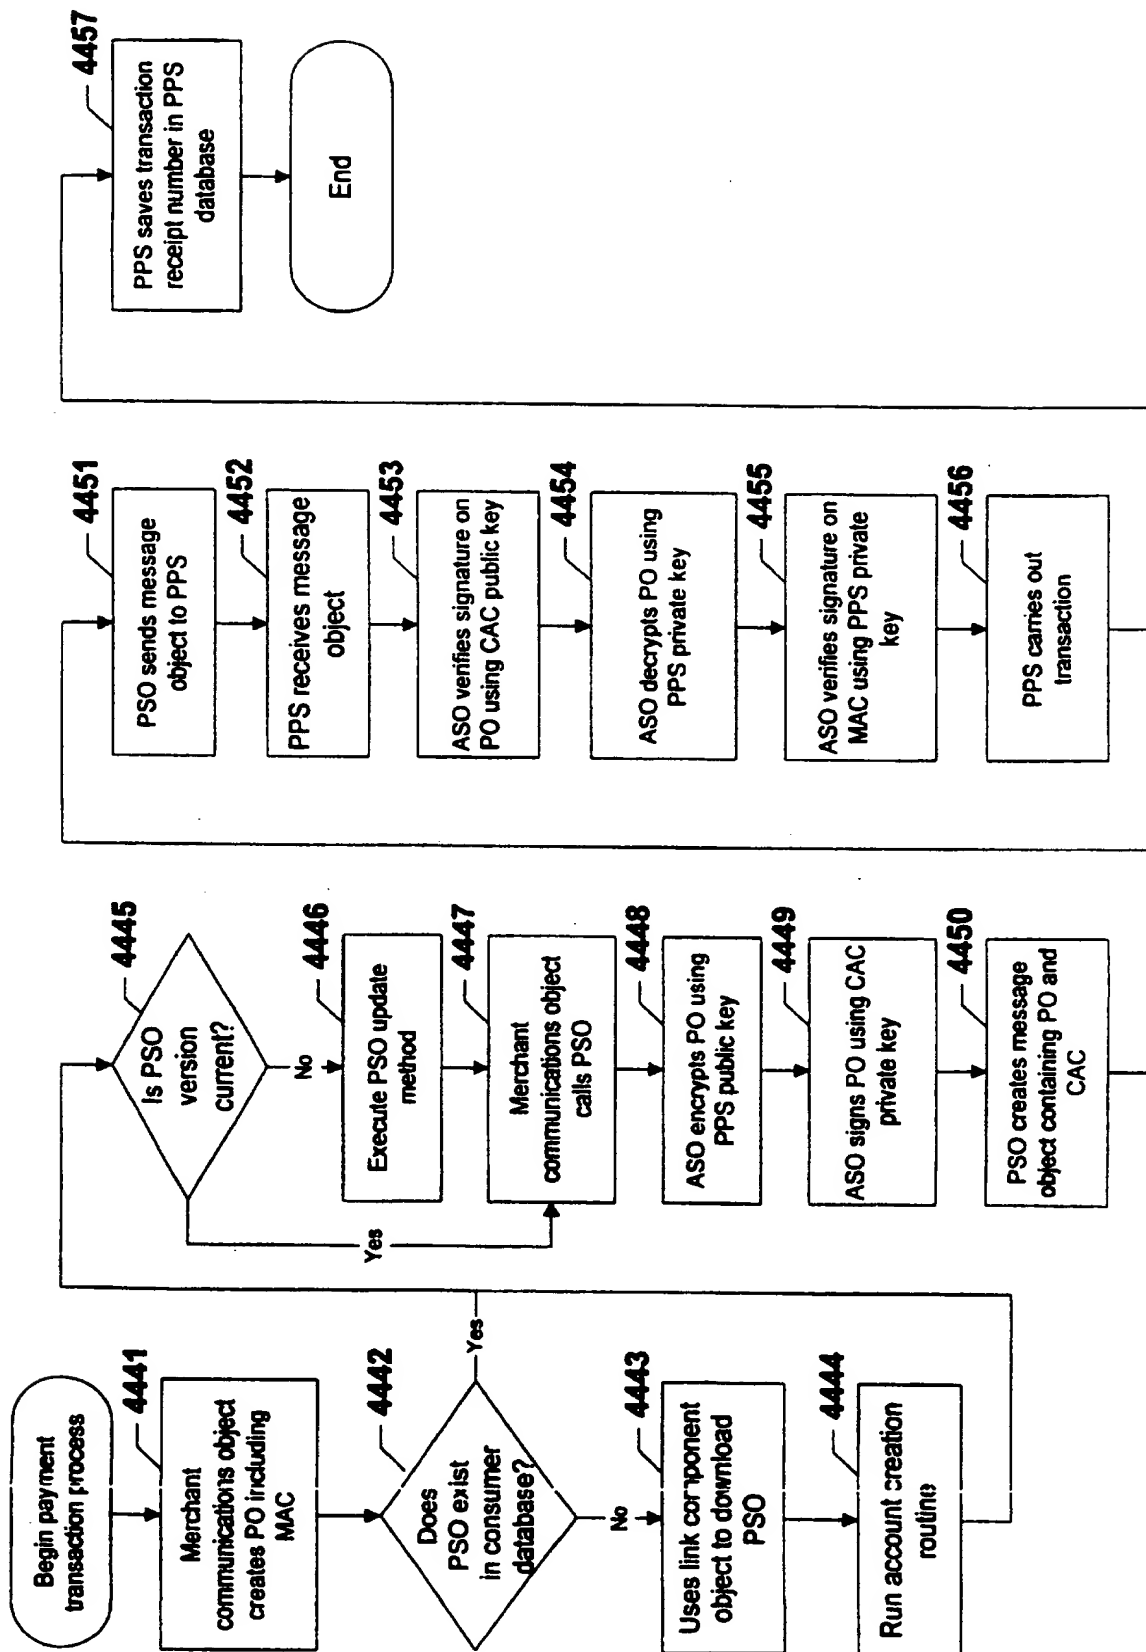 Begin payment
transaction process
4441
Merchant
communications object
creates PO including
MAC
4442
Does
PSO exist
in consumer
database?
Yes
No
4443
Uses link component
object to download
PSO
4444
Run account creation
routine
4445
Is PSO
version
current?
No
Yes
4446
Execute PSO update
method
4447
Merchant
communications object
calls PSO
4448
ASO encrypts PO using
PPS public key
4449
ASO signs PO using CAC
private key
4450
PSO creates message
object containing PO and
CAC
4451
PSO sends message
object to PPS
4452
PPS receives message
object
4453
ASO verifies signature on
PO using CAC public key
4454
ASO decrypts PO using
PPS private key
4455
ASO verifies signature on
MAC using PPS private
key
4456
PPS carries out
transaction
4457
PPS saves transaction
receipt number in PPS
database
End